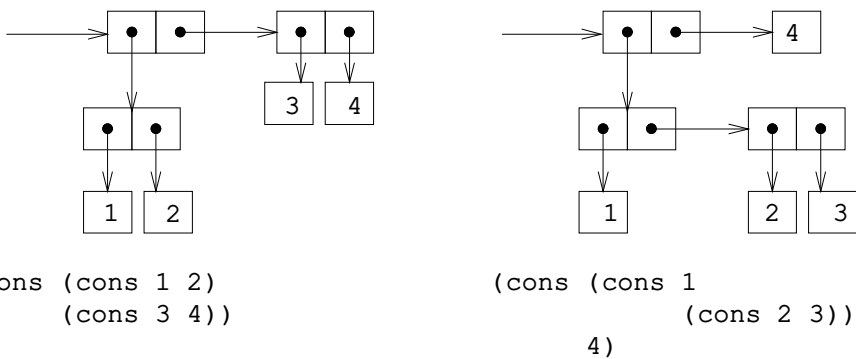 4
3 4
1 2
1 2 3
ons (cons 1 2)
(cons 3 4))
(cons (cons 1
(cons 2 3))
4)